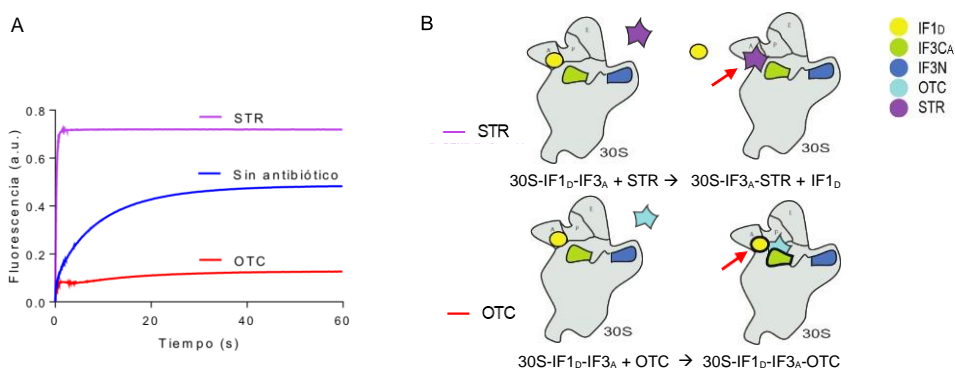 A
Fluorescencia (a.u.)
0.8
0.6
0.4
0.2
0.0
STR
Sin antibiótico
OTC
0
20
40
60
Tiempo (s)
B
E
A
P
30S
E
A
P
30S
IF1D
IF3CA
IF3N
OTC
STR
STR
30S-IF1D-IF3A + STR → 30S-IF3A-STR + IF1D
E
A
P
30S
E
A
P
30S
OTC
30S-IF1D-IF3A + OTC → 30S-IF1D-IF3A-OTC